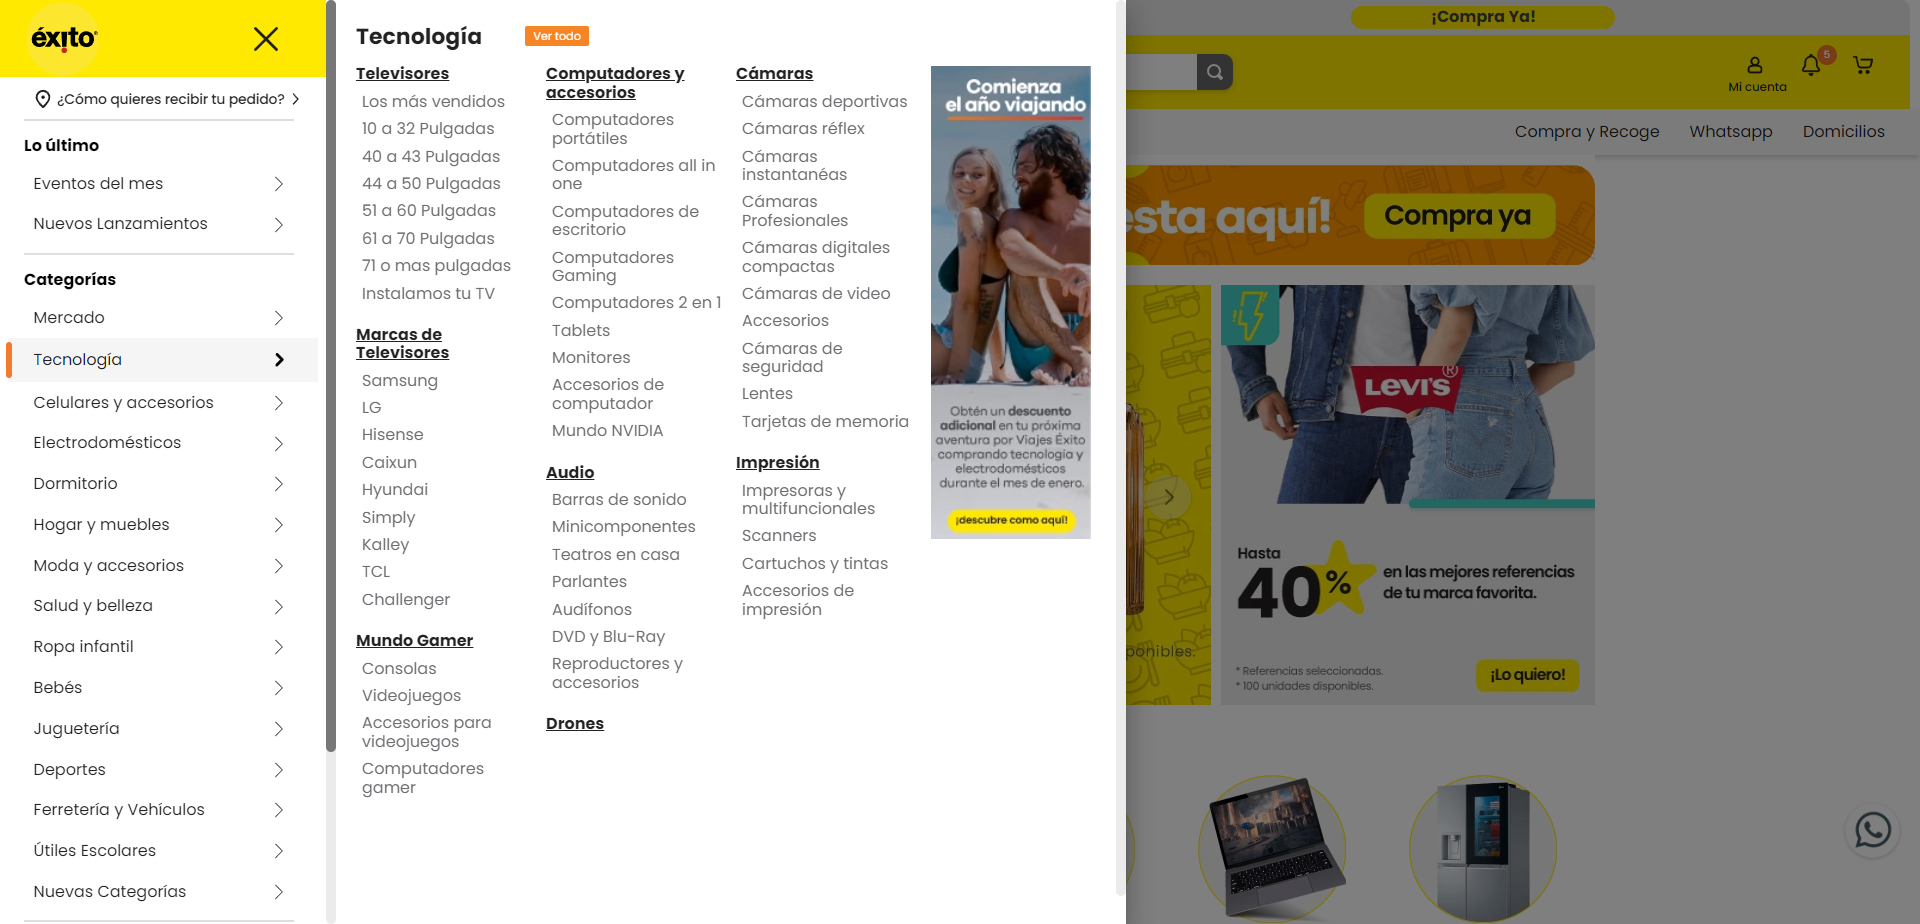 éxito
¿Cómo quieres recibir tu pedido?
Lo último
Eventos del mes
Nuevos Lanzamientos
Categorías
Mercado
Tecnología
Celulares y accesorios
Electrodomésticos
Dormitorio
Hogar y muebles
Moda y accesorios
Salud y belleza
Ropa infantil
Bebés
Juguetería
Deportes
Ferretería y Vehículos
Útiles Escolares
Nuevas Categorías
Tecnología
Ver todo
Televisores
Los más vendidos
10 a 32 Pulgadas
40 a 43 Pulgadas
44 a 50 Pulgadas
51 a 60 Pulgadas
61 a 70 Pulgadas
71 o mas pulgadas
Instalamos tu TV
Marcas de
Televisores
Samsung
LG
Hisense
Caixun
Hyundai
Simply
Kalley
TCL
Challenger
Mundo Gamer
Consolas
Videojuegos
Accesorios para
videojuegos
Computadores
gamer
Computadores y
accesorios
Computadores
portátiles
Computadores all in
one
Computadores de
escritorio
Computadores
Gaming
Computadores 2 en 1
Tablets
Monitores
Accesorios de
computador
Mundo NVIDIA
Audio
Barras de sonido
Minicomponentes
Teatros en casa
Parlantes
Audífonos
DVD y Blu-Ray
Reproductores y
accesorios
Drones
Cámaras
Cámaras deportivas
Cámaras réflex
Cámaras
instantanéas
Cámaras
Profesionales
Cámaras digitales
compactas
Cámaras de video
Accesorios
Cámaras de
seguridad
Lentes
Tarjetas de memoria
Impresión
Impresoras y
multifuncionales
Scanners
Cartuchos y tintas
Accesorios de
impresión
Comienza
el año viajando
Obtén un descuento
adicional en tu próxima
aventura por Viajes Éxito
comprando tecnología y
electrodomésticos
durante el mes de enero.
¡descubre como aquí!
¡Compra Ya!
Mi cuenta
5
Compra y Recoge
Whatsapp
Domicilios
esta aquí!
Compra ya
ponibles.
LEVI'S®
Hasta
40%
en las mejores referencias
de tu marca favorita.
* Referencias seleccionadas.
* 100 unidades disponibles.
¡Lo quiero!